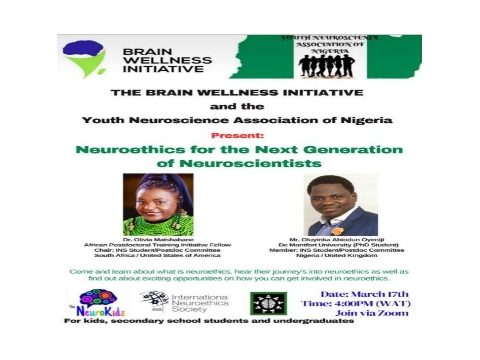 BRAIN
WELLNESS
INITIATIVE
YOUTH NEUROSCIENCE
ASSOCIATION OF
NIGERIA
THE BRAIN WELLNESS INITIATIVE
and the
Youth Neuroscience Association of Nigeria
Present:
Neuroethics for the Next Generation
of Neuroscientists
Dr. Olivia Matshabane
African Postdoctoral Training Initiative Fellow
Chair: INS Student/Postdoc Committee
South Africa / United States of America
Mr. Oluyinka Abiodun Oyeniji
De Montfort University (PhD Student)
Member: INS Student/Postdoc Committee
Nigeria / United Kingdom
Come and learn about what is neuroethics, hear their journey's into neuroethics as well as
find out about exciting opportunities on how you can get involved in neuroethics.
The
NeuroKidz
International
Neuroethics
Society
Date: March 17th
Time: 4:00PM (WAT)
Join via Zoom
For kids, secondary school students and undergraduates